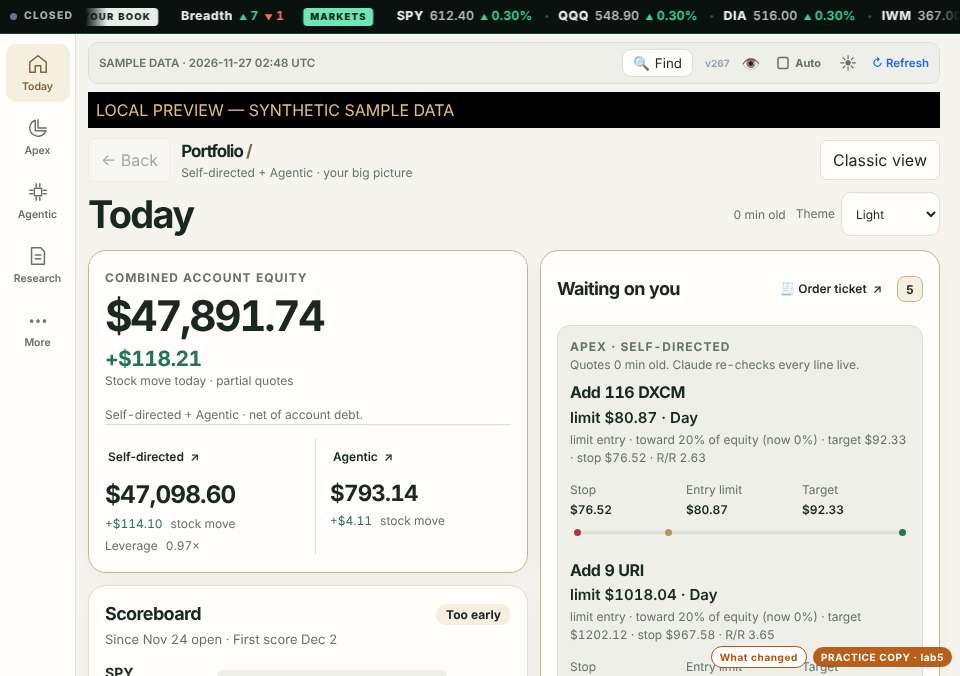 CLOSED OUR BOOK Breadth ▲7 ▼1 MARKETS SPY 612.40 ▲0.30% · QQQ 548.90 ▲0.30% · DIA 516.00 ▲0.30% · IWM 367.0
SAMPLE DATA · 2026-11-27 02:48 UTC
Find
v267
Auto
Refresh
LOCAL PREVIEW — SYNTHETIC SAMPLE DATA
Today
Apex
Agentic
Research
More
← Back
Portfolio /
Self-directed + Agentic · your big picture
Classic view
Today
0 min old
Theme
Light
COMBINED ACCOUNT EQUITY
$47,891.74
+$118.21
Stock move today · partial quotes
Self-directed + Agentic · net of account debt.
Self-directed ↗
$47,098.60
+$114.10 stock move
Leverage 0.97×
Agentic ↗
$793.14
+$4.11 stock move
Scoreboard
Too early
Since Nov 24 open · First score Dec 2
SPY
Waiting on you
Order ticket ↗
5
APEX · SELF-DIRECTED
Quotes 0 min old. Claude re-checks every line live.
Add 116 DXCM
limit $80.87 · Day
limit entry · toward 20% of equity (now 0%) · target $92.33
· stop $76.52 · R/R 2.63
Stop Entry limit Target
$76.52 $80.87 $92.33
Add 9 URI
limit $1018.04 · Day
limit entry · toward 20% of equity (now 0%) · target
$1202.12 · stop $967.58 · R/R 3.65
Stop Entry limit Target
What changed
PRACTICE COPY · lab5